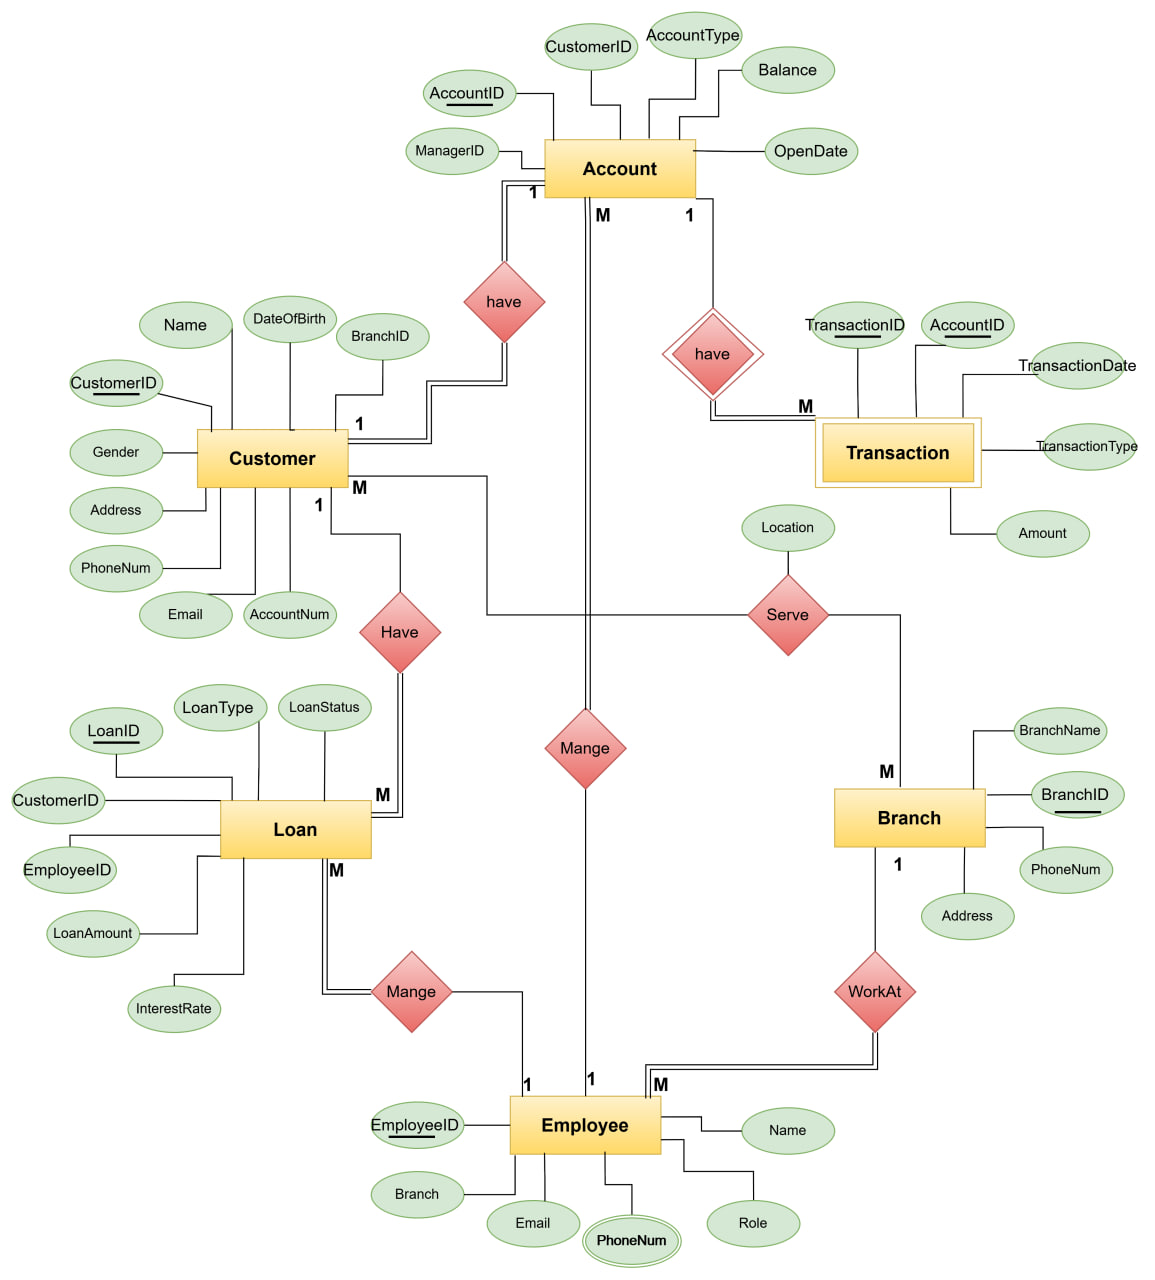 AccountType
CustomerID
Balance
AccountID
ManagerID
OpenDate
Account
1
M
1
have
Name
DateOfBirth
BranchID
TransactionID
AccountID
have
TransactionDate
CustomerID
M
1
Gender
Customer
Transaction
TransactionType
M
1
Address
Location
Amount
PhoneNum
Email
AccountNum
Have
Serve
LoanType
LoanStatus
LoanID
BranchName
Mange
M
M
CustomerID
BranchID
Loan
Branch
EmployeeID
M
1
PhoneNum
LoanAmount
Address
InterestRate
Mange
WorkAt
1
1
M
EmployeeID
Employee
Name
Branch
Email
PhoneNum
Role